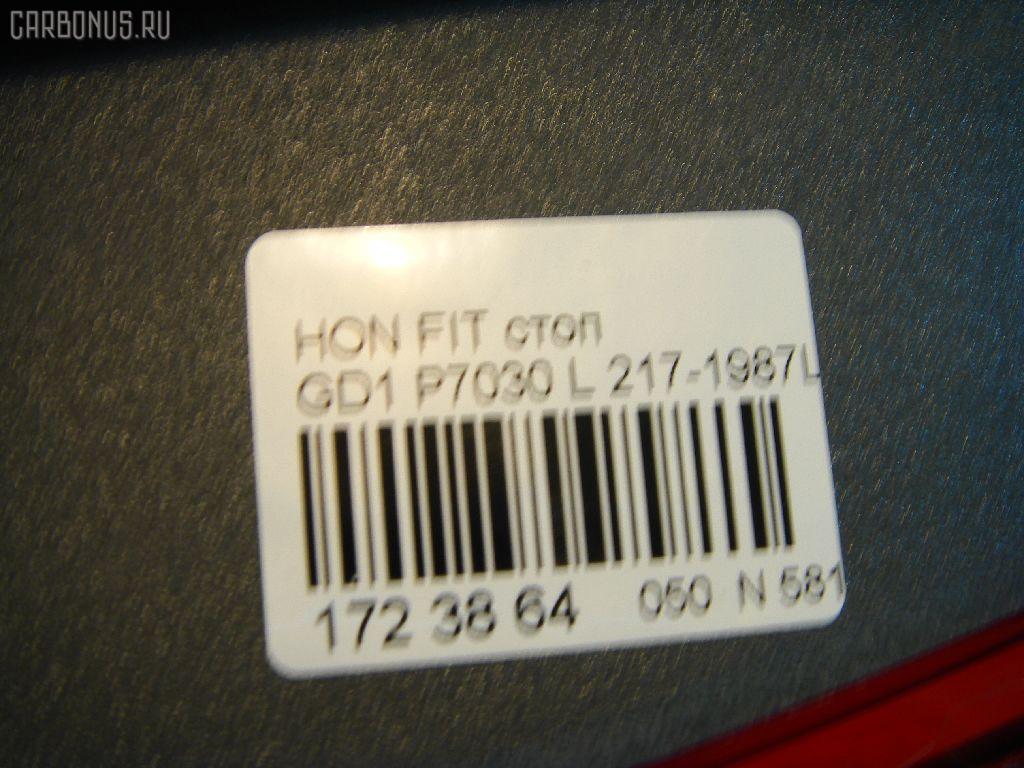 CARBONUS.RU
HON FIT стоп
GD1 P7030 L 217-1987L
172 38 64 050 N 581